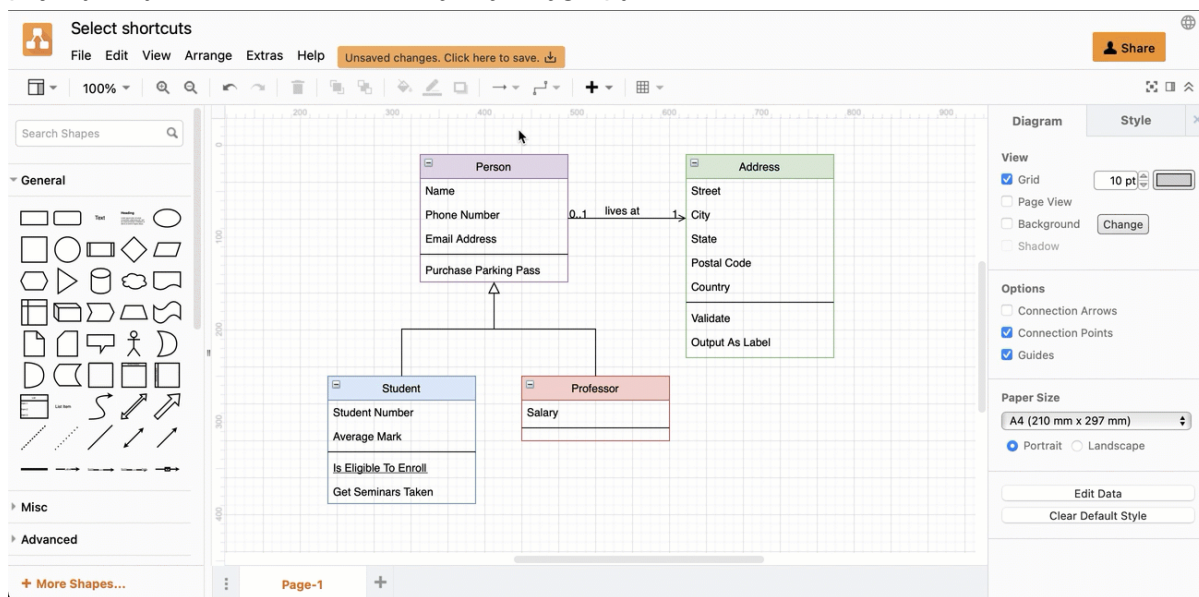 Select shortcuts
File Edit View Arrange Extras Help Unsaved changes. Click here to save.
Share
100%
Search Shapes
General
Text
Heading
List Item
Misc
Advanced
+ More Shapes...
200 300 400 500 600 700 800 900
0
100
200
300
400
Person
Name
Phone Number
Email Address
Purchase Parking Pass
0..1 lives at 1
Address
Street
City
State
Postal Code
Country
Validate
Output As Label
Student
Student Number
Average Mark
Is Eligible To Enroll
Get Seminars Taken
Professor
Salary
Page-1
Diagram Style
View
Grid 10 pt
Page View
Background Change
Shadow
Options
Connection Arrows
Connection Points
Guides
Paper Size
A4 (210 mm x 297 mm)
Portrait Landscape
Edit Data
Clear Default Style